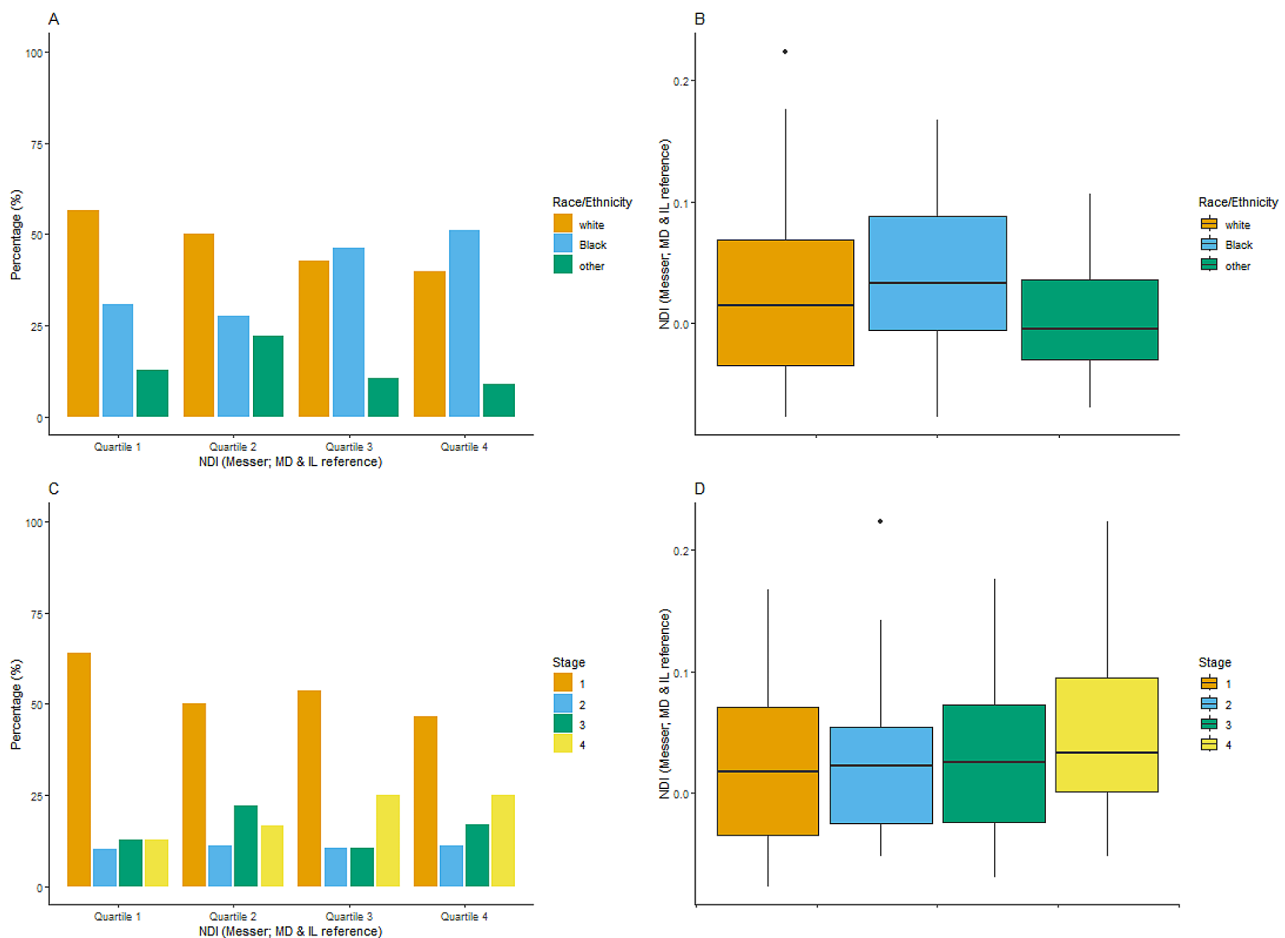 A
100
75
50
25
0
Percentage (%)
Quartile 1 Quartile 2 Quartile 3 Quartile 4
NDI (Messer; MD & IL reference)
Race/Ethnicity
white
Black
other
B
0.2
0.1
0.0
NDI (Messer; MD & IL reference)
Race/Ethnicity
white
Black
other
C
100
75
50
25
0
Percentage (%)
Quartile 1 Quartile 2 Quartile 3 Quartile 4
NDI (Messer; MD & IL reference)
Stage
1
2
3
4
D
0.2
0.1
0.0
NDI (Messer; MD & IL reference)
Stage
1
2
3
4